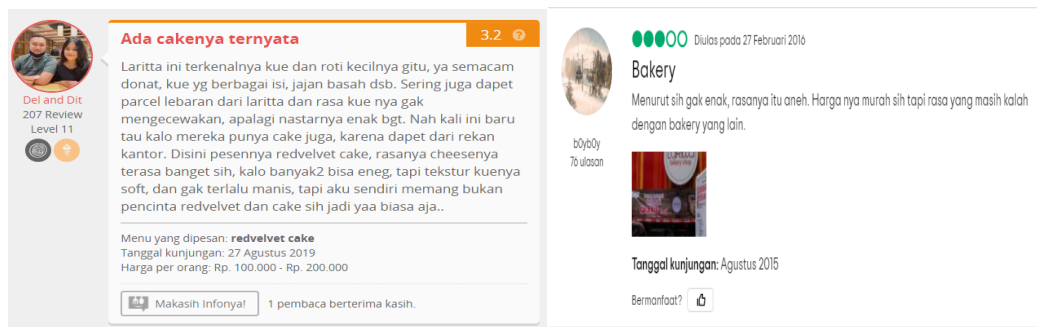 Ada cakenya ternyata
3.2
Laritta ini terkenalnya kue dan roti kecilnya gitu, ya semacam
donat, kue yg berbagai isi, jajan basah dsb. Sering juga dapet
parcel lebaran dari laritta dan rasa kue nya gak
mengecewakan, apalagi nastarnya enak bgt. Nah kali ini baru
tau kalo mereka punya cake juga, karena dapet dari rekan
kantor. Disini pesennya redvelvet cake, rasanya cheesenya
terasa banget sih, kalo banyak2 bisa eneg, tapi tekstur kuenya
soft, dan gak terlalu manis, tapi aku sendiri memang bukan
pencinta redvelvet dan cake sih jadi yaa biasa aja..
Del and Dit
207 Review
Level 11
Menu yang dipesan: redvelvet cake
Tanggal kunjungan: 27 Agustus 2019
Harga per orang: Rp. 100.000 - Rp. 200.000
Makasih Infonya!
1 pembaca berterima kasih.
Diulas pada 27 Februari 2016
Bakery
Menurut sih gak enak, rasanya itu aneh. Harga nya murah sih tapi rasa yang masih kalah
dengan bakery yang lain.
b0yb0y
76 ulasan
Tanggal kunjungan: Agustus 2015
Bermanfaat?